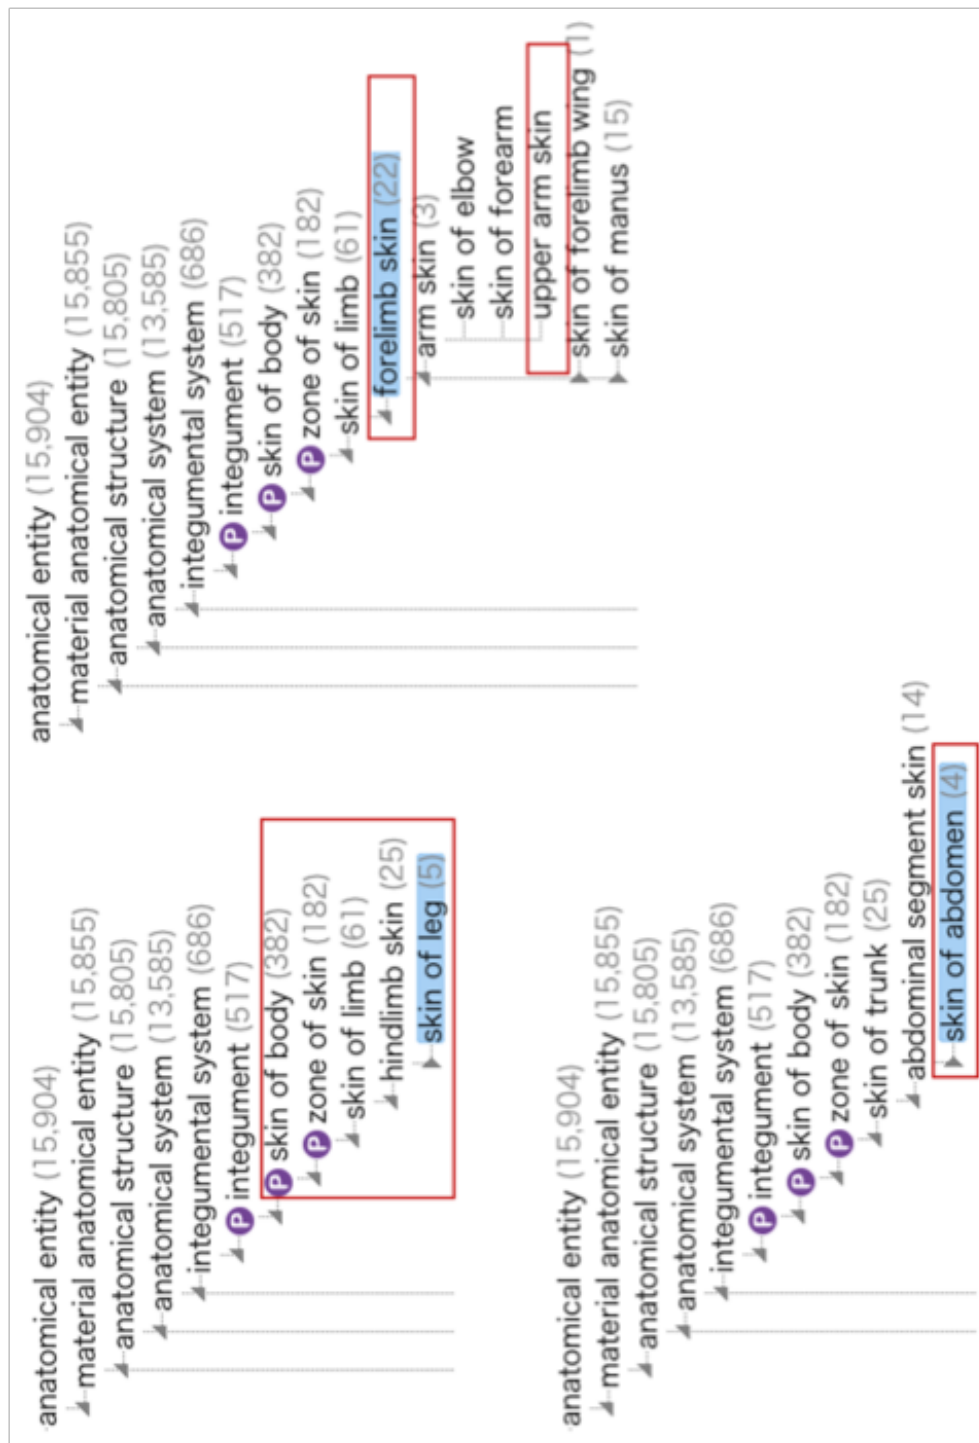 anatomical entity (15,904)
material anatomical entity (15,855)
anatomical structure (15,805)
anatomical system (13,585)
integumental system (686)
P integument (517)
P skin of body (382)
P zone of skin (182)
skin of limb (61)
hindlimb skin (25)
skin of leg (5)
anatomical entity (15,904)
material anatomical entity (15,855)
anatomical structure (15,805)
anatomical system (13,585)
integumental system (686)
P integument (517)
P skin of body (382)
P zone of skin (182)
skin of limb (61)
forelimb skin (22)
arm skin (3)
skin of elbow
skin of forearm
upper arm skin
skin of forelimb wing (1)
skin of manus (15)
anatomical entity (15,904)
material anatomical entity (15,855)
anatomical structure (15,805)
anatomical system (13,585)
integumental system (686)
P integument (517)
P skin of body (382)
P zone of skin (182)
skin of trunk (25)
abdominal segment skin (14)
skin of abdomen (4)